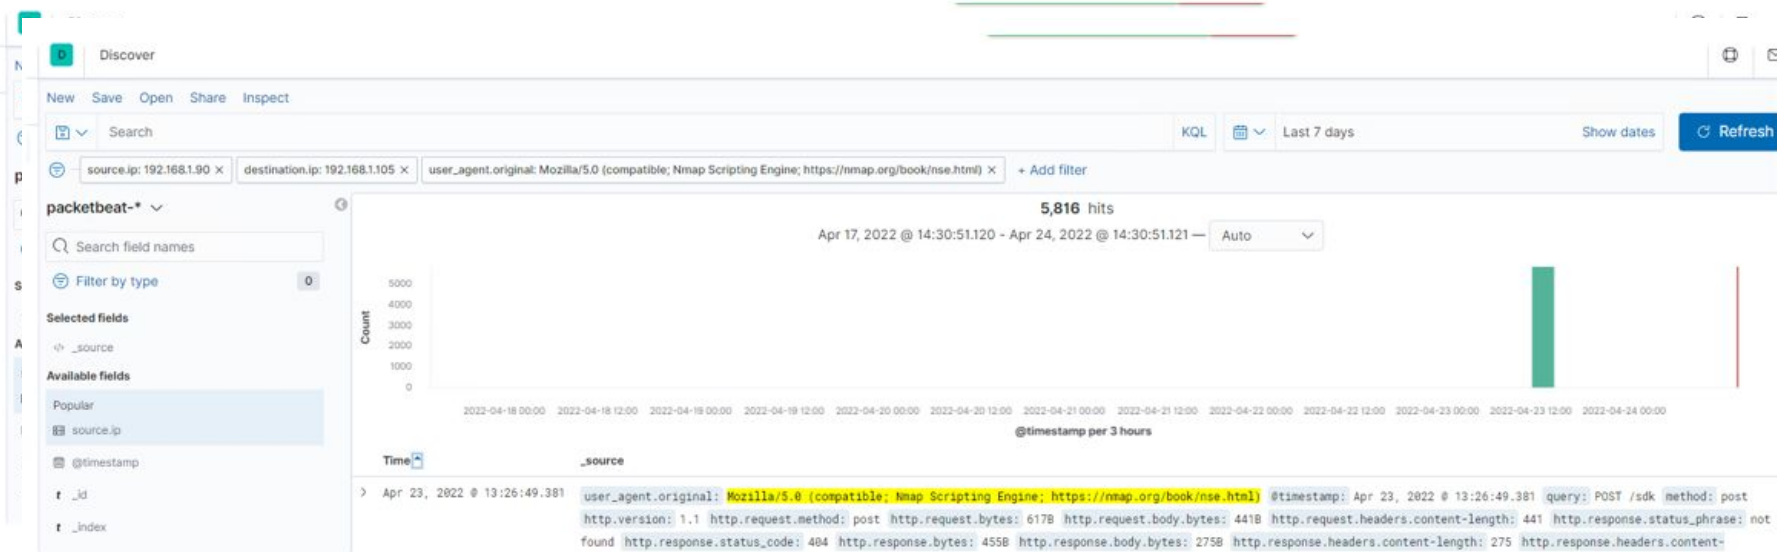 D Discover
New Save Open Share Inspect
Search KQL Last 7 days Show dates Refresh
source.ip: 192.168.1.90 × destination.ip: 192.168.1.105 × user_agent.original: Mozilla/5.0 (compatible; Nmap Scripting Engine; https://nmap.org/book/nse.html) × + Add filter
packetbeat-*
5,816 hits
Search field names
Apr 17, 2022 @ 14:30:51.120 - Apr 24, 2022 @ 14:30:51.121 — Auto
Filter by type 0
Selected fields
_source
Available fields
Popular
source.ip
@timestamp
t _id
t _index
Count
5000
4000
3000
2000
1000
0
2022-04-18 00:00 2022-04-18 12:00 2022-04-19 00:00 2022-04-19 12:00 2022-04-20 00:00 2022-04-20 12:00 2022-04-21 00:00 2022-04-21 12:00 2022-04-22 00:00 2022-04-22 12:00 2022-04-23 00:00 2022-04-23 12:00 2022-04-24 00:00
@timestamp per 3 hours
Time _source
Apr 23, 2022 @ 13:26:49.381 user_agent.original: Mozilla/5.0 (compatible; Nmap Scripting Engine; https://nmap.org/book/nse.html) @timestamp: Apr 23, 2022 @ 13:26:49.381 query: POST /sdk method: post
http.version: 1.1 http.request.method: post http.request.bytes: 617B http.request.body.bytes: 441B http.request.headers.content-length: 441 http.response.status_phrase: not
found http.response.status_code: 404 http.response.bytes: 455B http.response.body.bytes: 275B http.response.headers.content-length: 275 http.response.headers.content-